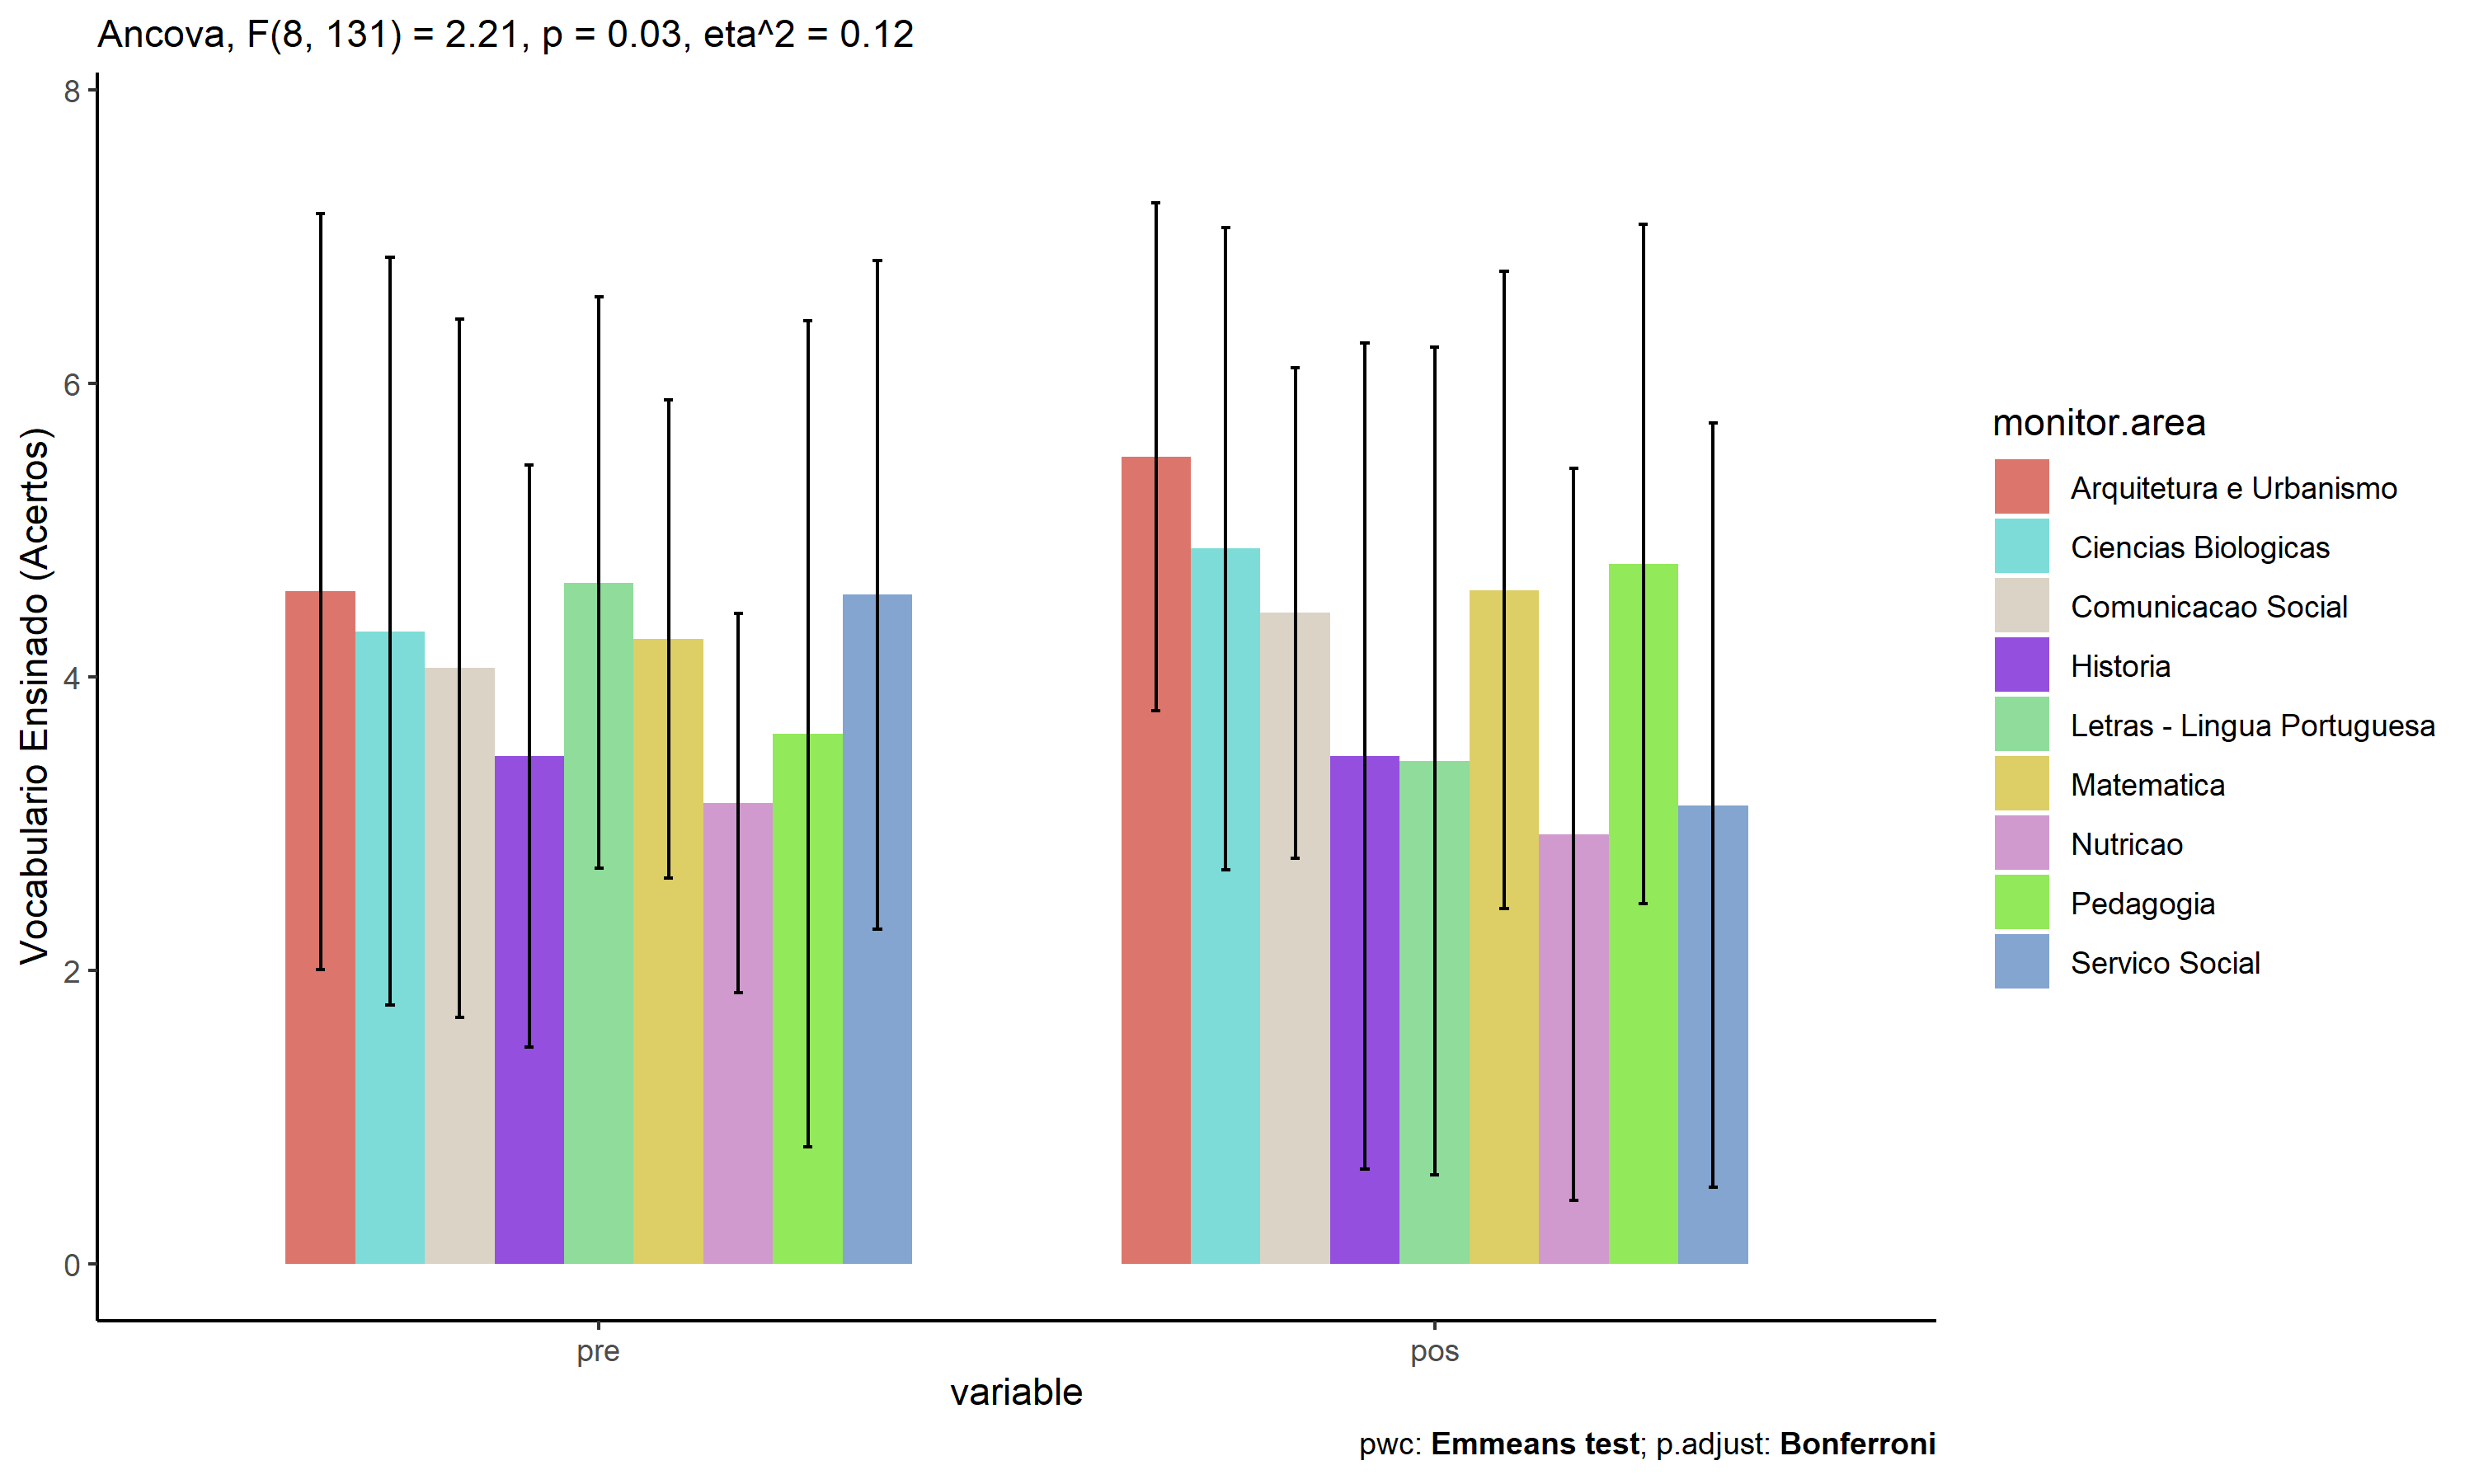 Ancova, F(8, 131) = 2.21, p = 0.03, eta^2 = 0.12
Vocabulario Ensinado (Acertos)
8
6
4
2
0
pre
pos
variable
monitor.area
Arquitetura e Urbanismo
Ciencias Biologicas
Comunicacao Social
Historia
Letras - Lingua Portuguesa
Matematica
Nutricao
Pedagogia
Servico Social
pwc: Emmeans test; p.adjust: Bonferroni